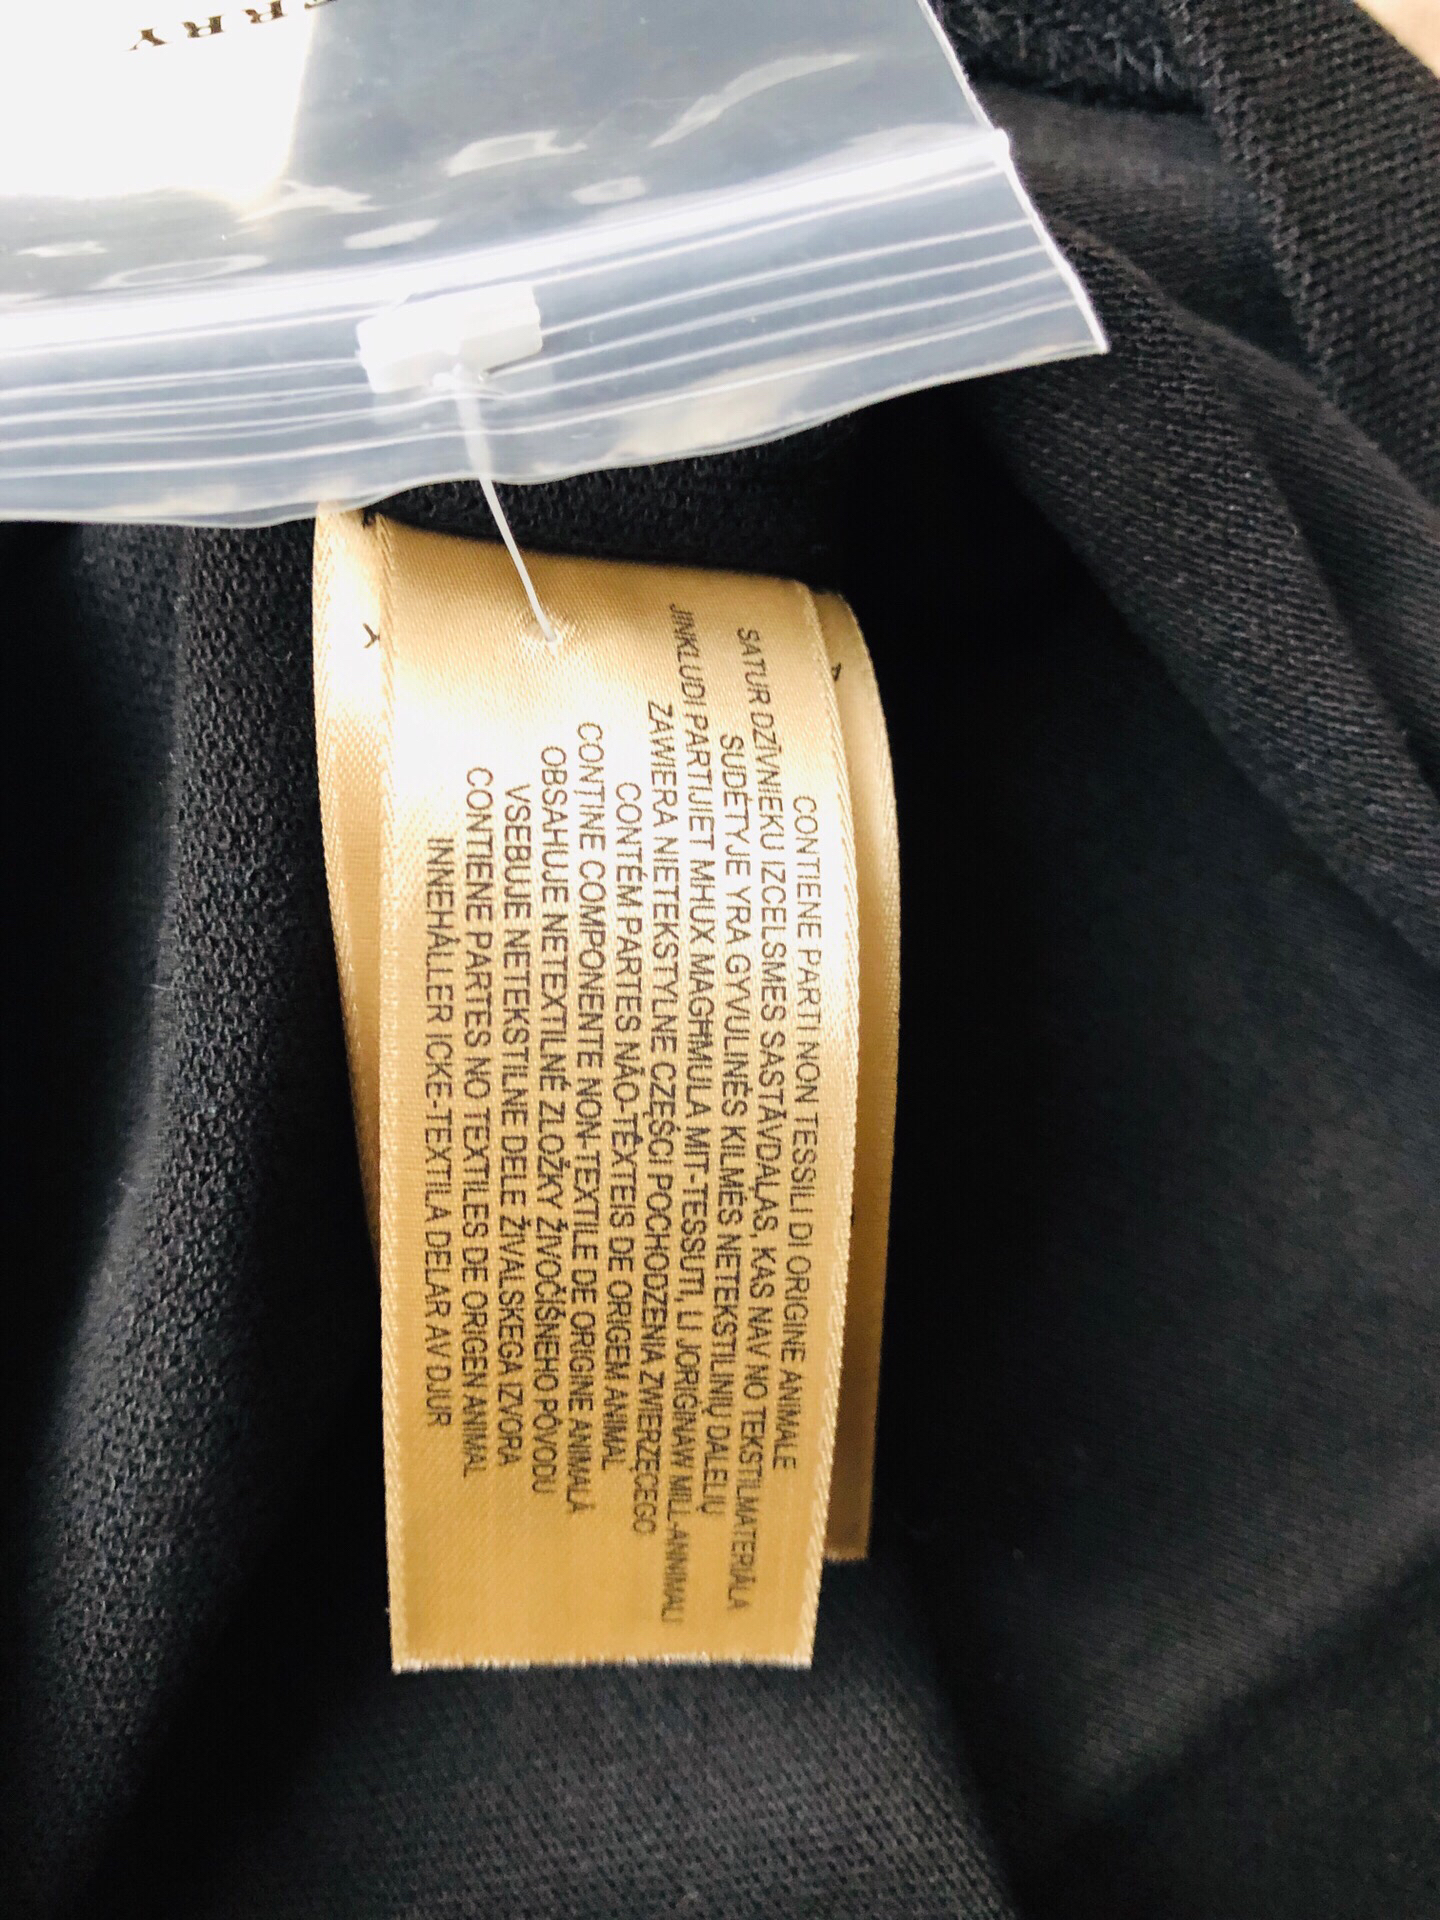 ERRY
CONTIENE PARTI NON TESSILI DI ORIGINE ANIMALE
SATUR DZĪVNIEKU IZCELSMES SASTĀVDAĻAS, KAS NAV NO TEKSTILMATERIĀLA
SUDĖTYJE YRA GYVULINĖS KILMĖS NETEKSTILINIŲ DALELIŲ
JINKLUDI PARTIJIET MHUX MAGĦMULA MIT-TESSUTI, LI JORIĠINAW MILL-ANNIMALI
ZAWIERA NIETEKSTYLNE CZĘŚCI POCHODZENIA ZWIERZĘCEGO
CONTÉM PARTES NÃO-TÊXTEIS DE ORIGEM ANIMAL
CONŢINE COMPONENTE NON-TEXTILE DE ORIGINE ANIMALĂ
OBSAHUJE NETEXTILNÉ ZLOŽKY ŽIVOČÍŠNEHO PÔVODU
VSEBUJE NETEKSTILNE DELE ŽIVALSKEGA IZVORA
CONTIENE PARTES NO TEXTILES DE ORIGEN ANIMAL
INNEHÅLLER ICKE-TEXTILA DELAR AV DJUR